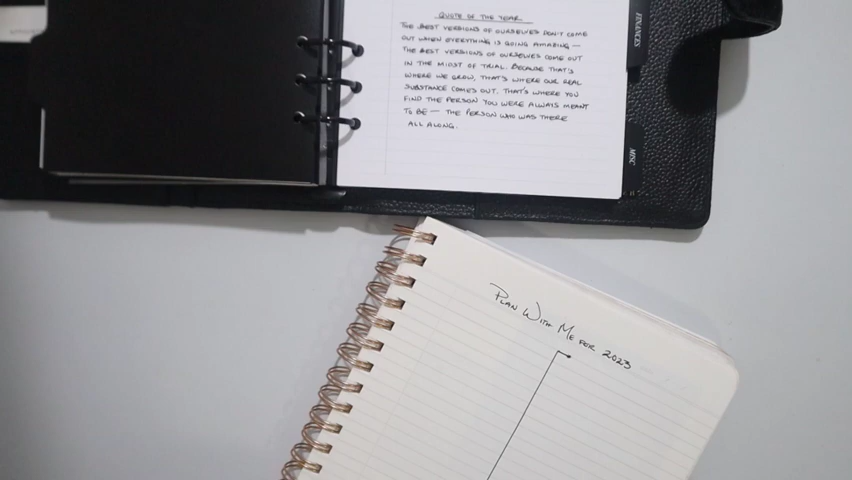 QUOTE OF THE YEAR
THE BEST VERSIONS OF OURSELVES DON'T COME
OUT WHEN EVERYTHING IS GOING AMAZING —
THE BEST VERSIONS OF OURSELVES COME OUT
IN THE MIDST OF TRIAL. BECAUSE THAT'S
WHERE WE GROW, THAT'S WHERE OUR REAL
SUBSTANCE COMES OUT. THAT'S WHERE YOU
FIND THE PERSON YOU WERE ALWAYS MEANT
TO BE — THE PERSON WHO WAS THERE
ALL ALONG.
FINANCES
MISC
PLAN WITH ME FOR 2023